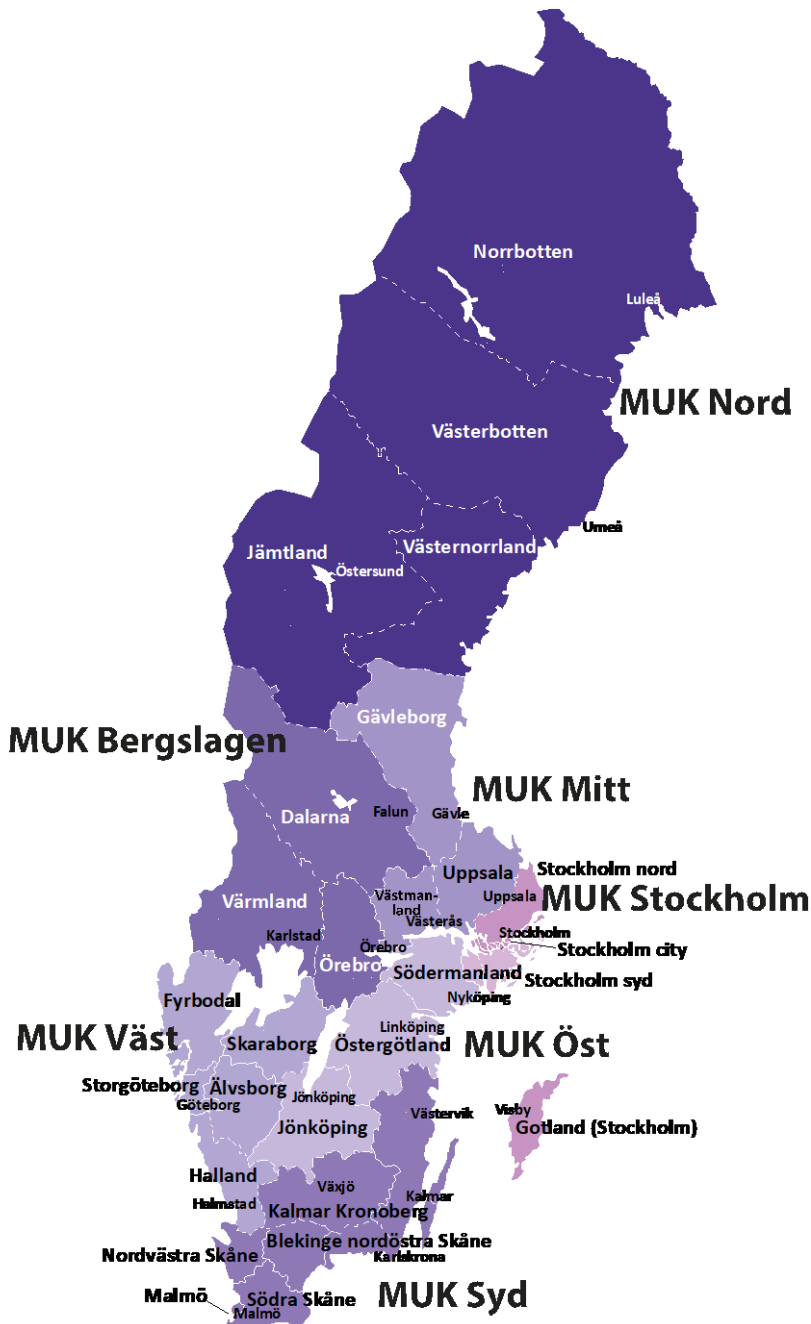 Norrbotten
Luleå
MUK Nord
Västerbotten
Umeå
Jämtland
Västernorrland
Östersund
Gävleborg
MUK Bergslagen
MUK Mitt
Dalarna
Falun
Gävle
Uppsala
Stockholm nord
Uppsala
MUK Stockholm
Värmland
Västman-
land
Västerås
Karlstad
Örebro
Stockholm
Stockholm city
Örebro
Södermanland
Stockholm syd
Nyköping
Fyrbodal
Linköping
MUK Väst
Skaraborg
Östergötland
MUK Öst
Storgöteborg
Älvsborg
Göteborg
Jönköping
Jönköping
Västervik
Visby
Gotland (Stockholm)
Halland
Halmstad
Växjö
Kalmar
Kalmar Kronoberg
Blekinge nordöstra Skåne
Nordvästra Skåne
Karlskrona
Malmö
Södra Skåne
Malmö
MUK Syd